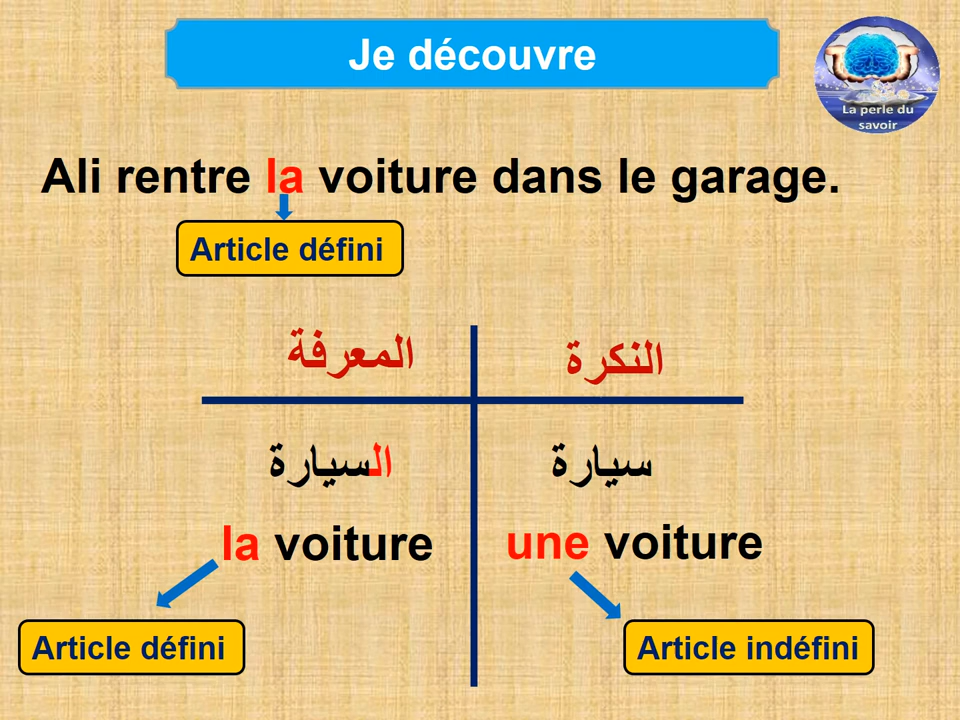 Je découvre
La perle du
savoir
Ali rentre la voiture dans le garage.
Article défini
المعرفة
النكرة
السيارة
سيارة
la voiture
une voiture
Article défini
Article indéfini